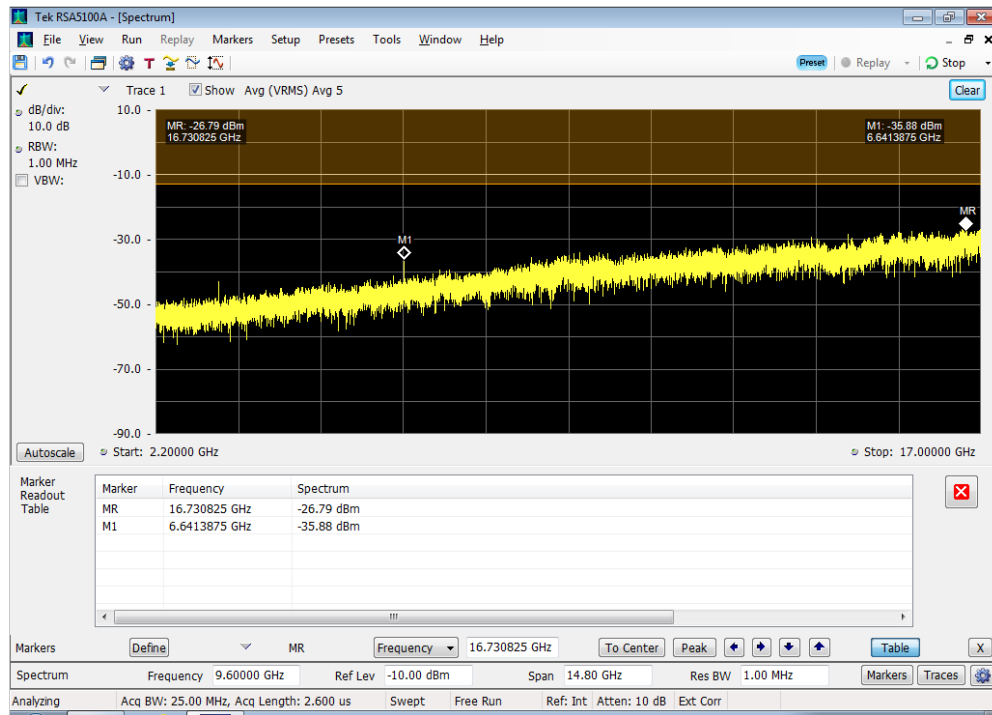 Tek RSA5100A - [Spectrum]
File View Run Replay Markers Setup Presets Tools Window Help
T Preset Replay Stop
Trace 1 Show Avg (VRMS) Avg 5 Clear
dB/div:
10.0 dB
RBW:
1.00 MHz
VBW:
10.0
-10.0
-30.0
-50.0
-70.0
-90.0
MR: -26.79 dBm
16.730825 GHz
M1: -35.88 dBm
6.6413875 GHz
MR
M1
Autoscale Start: 2.20000 GHz Stop: 17.00000 GHz
Marker
Readout
Table
Marker Frequency Spectrum
MR 16.730825 GHz -26.79 dBm
M1 6.6413875 GHz -35.88 dBm
Markers Define MR Frequency 16.730825 GHz To Center Peak Table X
Spectrum Frequency 9.60000 GHz Ref Lev -10.00 dBm Span 14.80 GHz Res BW 1.00 MHz Markers Traces
Analyzing Acq BW: 25.00 MHz, Acq Length: 2.600 us Swept Free Run Ref: Int Atten: 10 dB Ext Corr